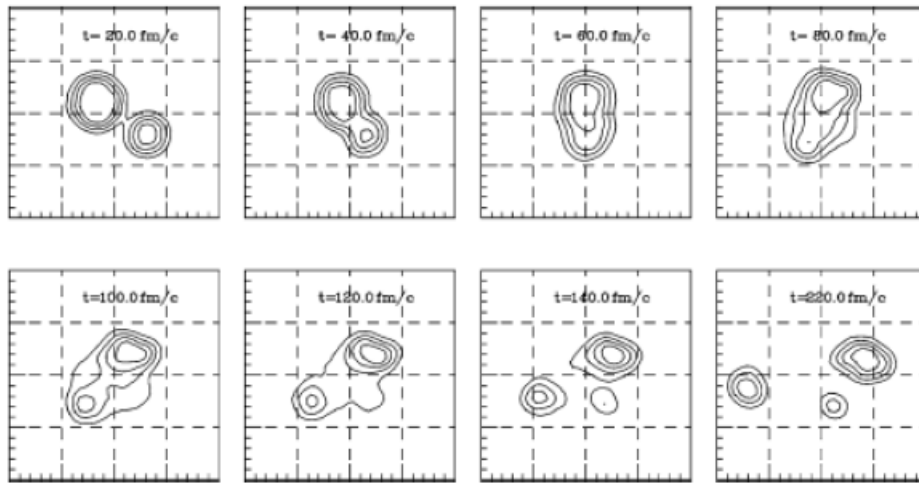 t= 20.0 fm/c
t= 40.0 fm/c
t= 60.0 fm/c
t= 80.0 fm/c
t=100.0 fm/c
t=120.0 fm/c
t=140.0 fm/c
t=220.0 fm/c